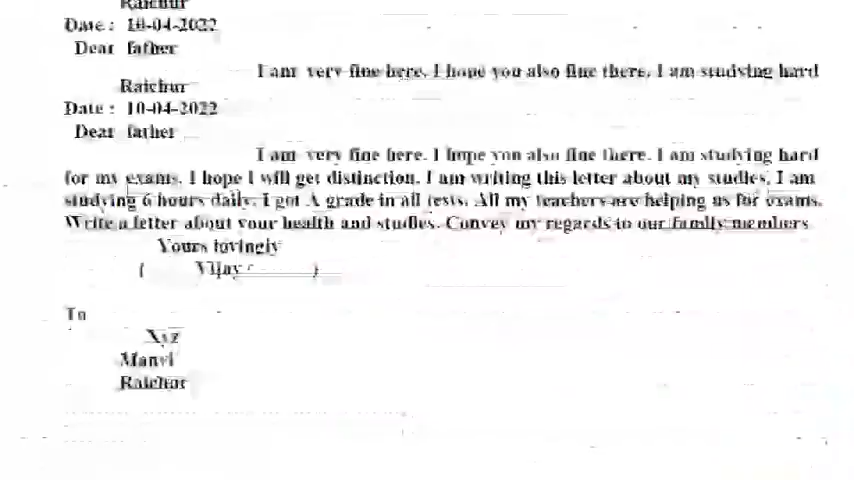 Raichur
Date : 10-04-2022
Dear father
I am very fine here. I hope you also fine there. I am studying hard
Raichur
Date : 10-04-2022
Dear father
I am very fine here. I hope you also fine there. I am studying hard
for my exams. I hope I will get distinction. I am writing this letter about my studies. I am
studying 6 hours daily. I got A grade in all tests. All my teachers are helping us for exams.
Write a letter about your health and studies. Convey my regards to our family members
Yours lovingly
( Vijay )
To
Xyz
Manvi
Raichur